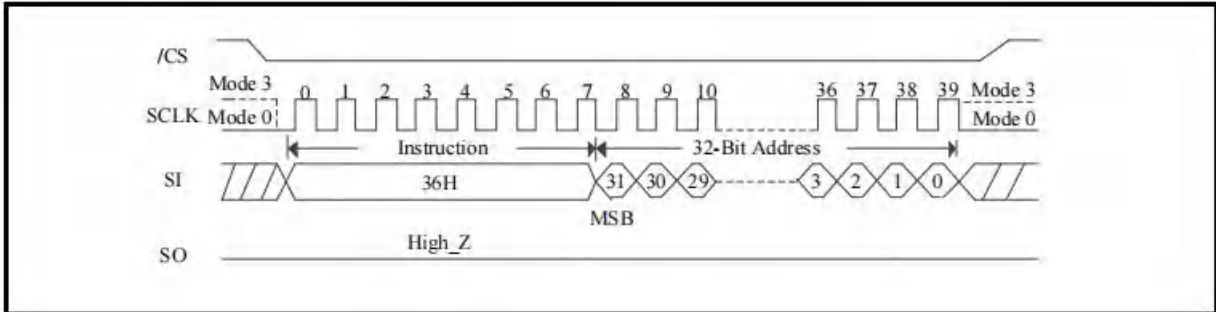 /CS
Mode 3
0 1 2 3 4 5 6 7 8 9 10 36 37 38 39
Mode 3
SCLK
Mode 0
Mode 0
Instruction
32-Bit Address
SI
36H
31 30 29 3 2 1 0
MSB
High_Z
SO